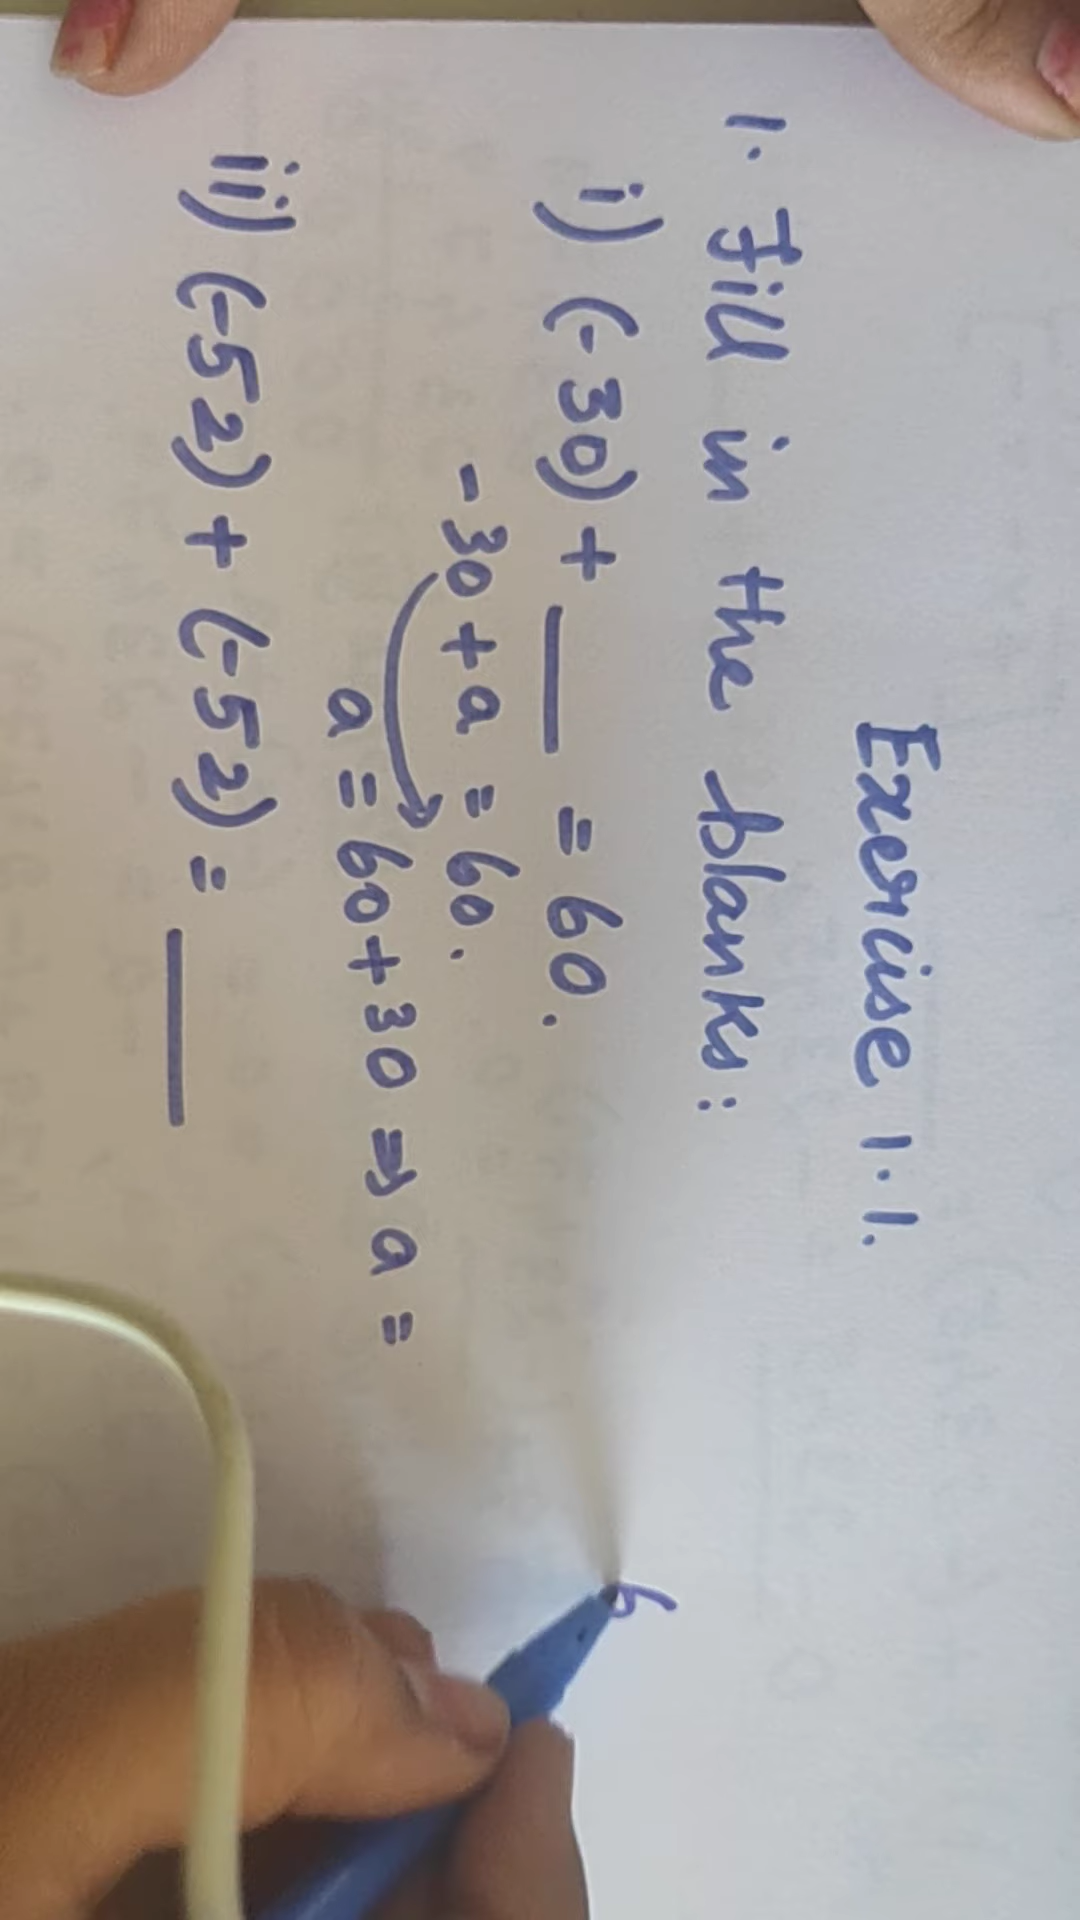 Exercise 1.1.
1. Fill in the blanks:
i) (-30) + ___ = 60.
-30 + a = 60.
a = 60 + 30 ⇒ a =
ii) (-52) + (-52) = ___
6